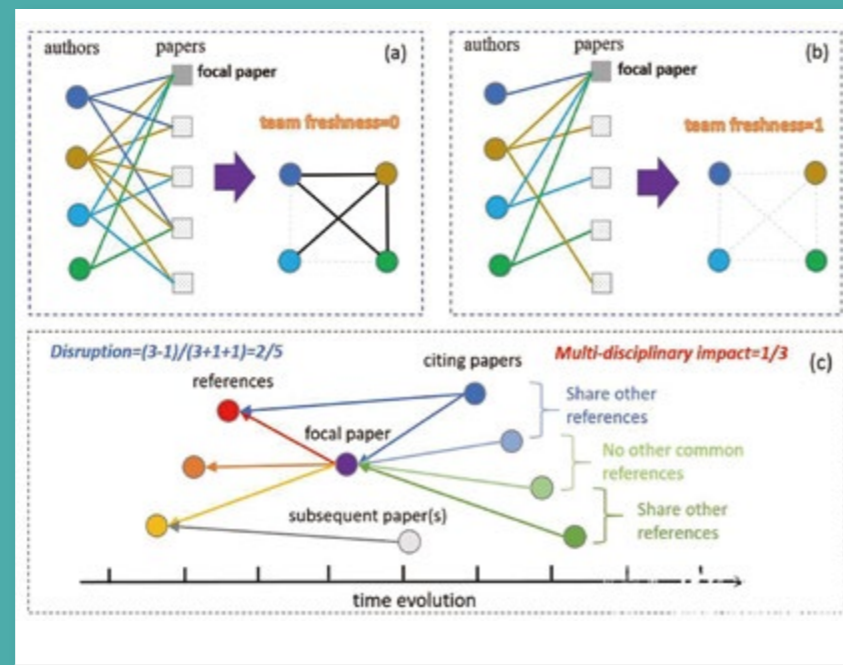 authors
papers
(a)
focal paper
team freshness=0
authors
papers
(b)
focal paper
team freshness=1
Disruption=(3-1)/(3+1+1)=2/5
citing papers
Multi-disciplinary impact=1/3
(c)
references
Share other
references
focal paper
No other common
references
subsequent paper(s)
Share other
references
time evolution